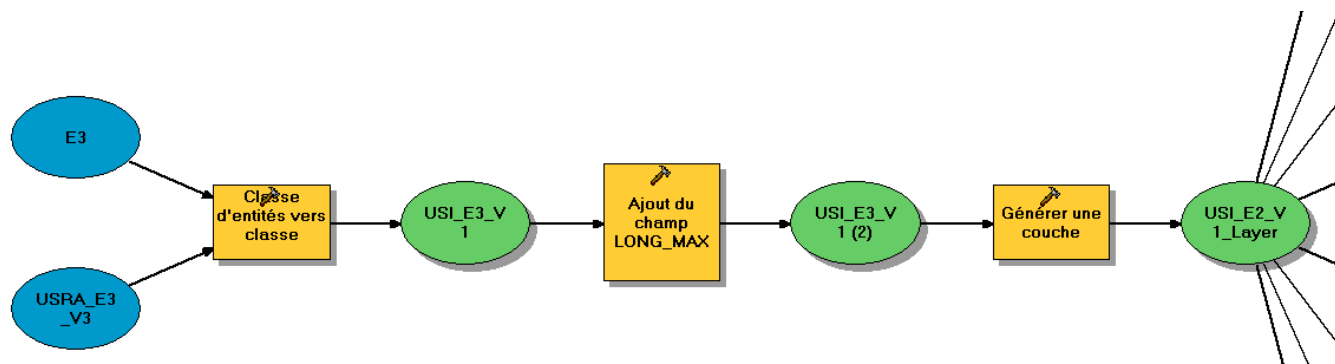 E3
USRA_E3
_V3
Classe
d'entités vers
classe
USI_E3_V
1
Ajout du
champ
LONG_MAX
USI_E3_V
1 (2)
Générer une
couche
USI_E2_V
1_Layer